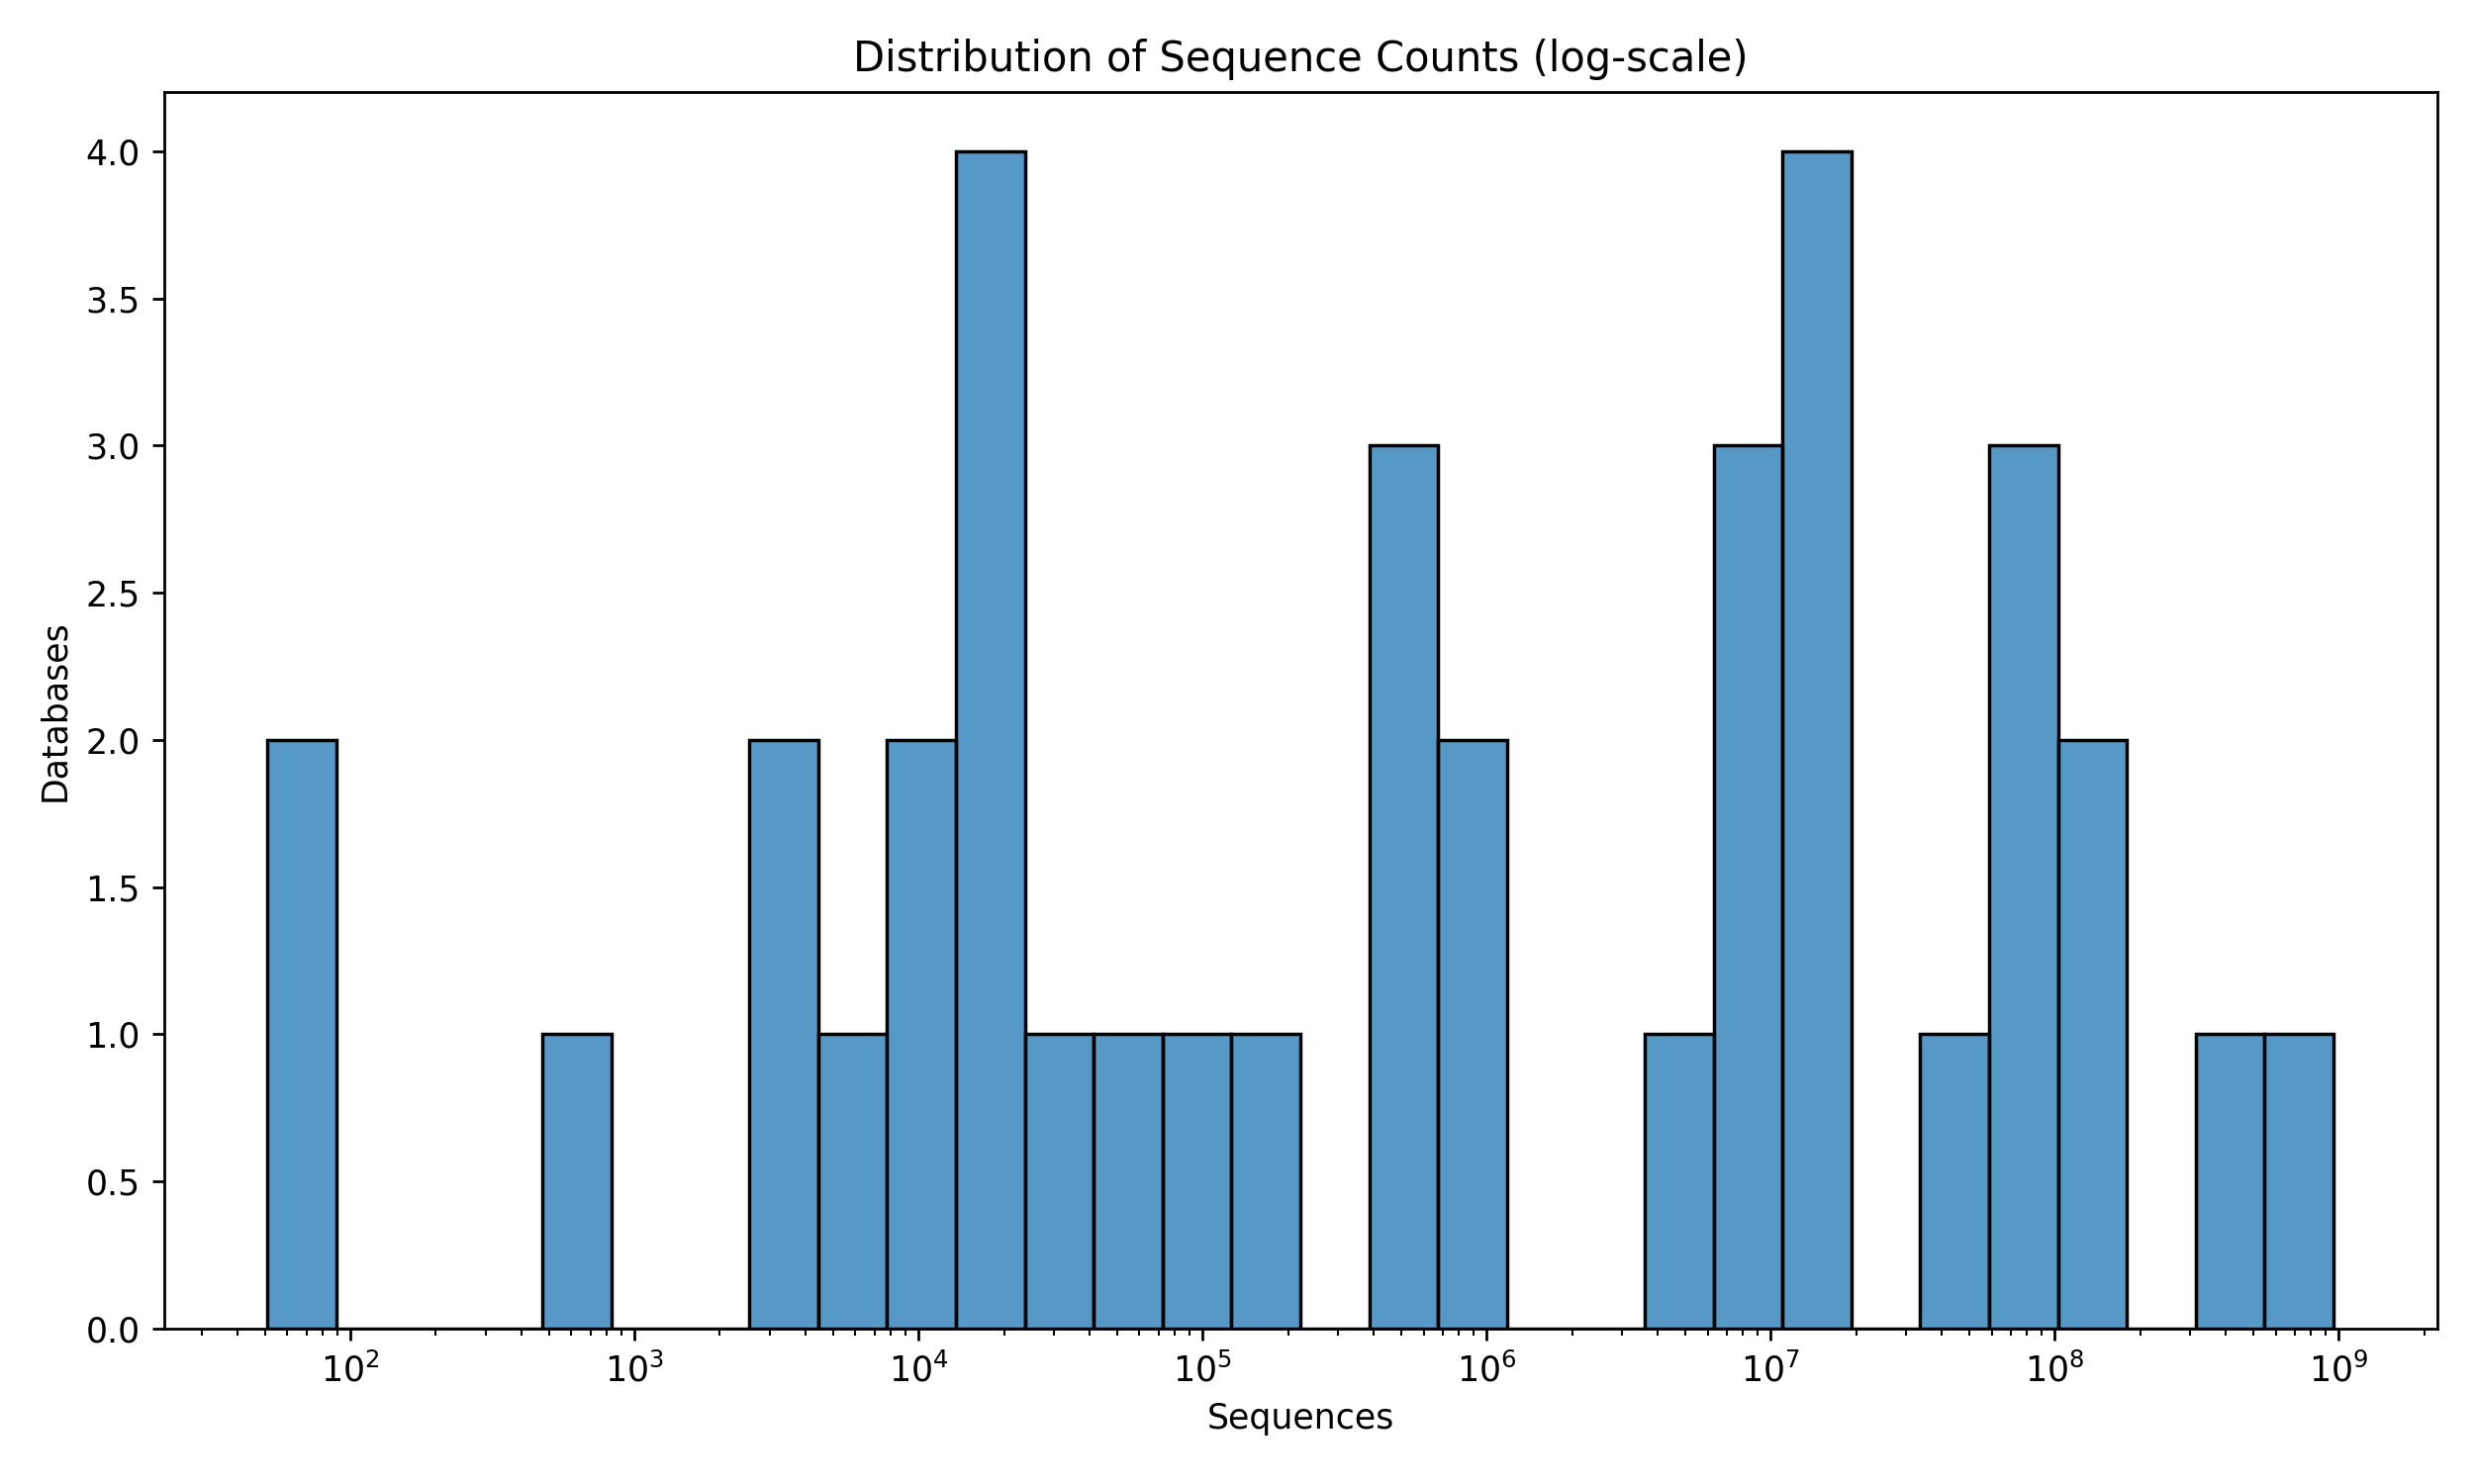 Distribution of Sequence Counts (log-scale)
4.0
3.5
3.0
2.5
2.0
1.5
1.0
0.5
0.0
Databases
10² 10³ 10⁴ 10⁵ 10⁶ 10⁷ 10⁸ 10⁹
Sequences